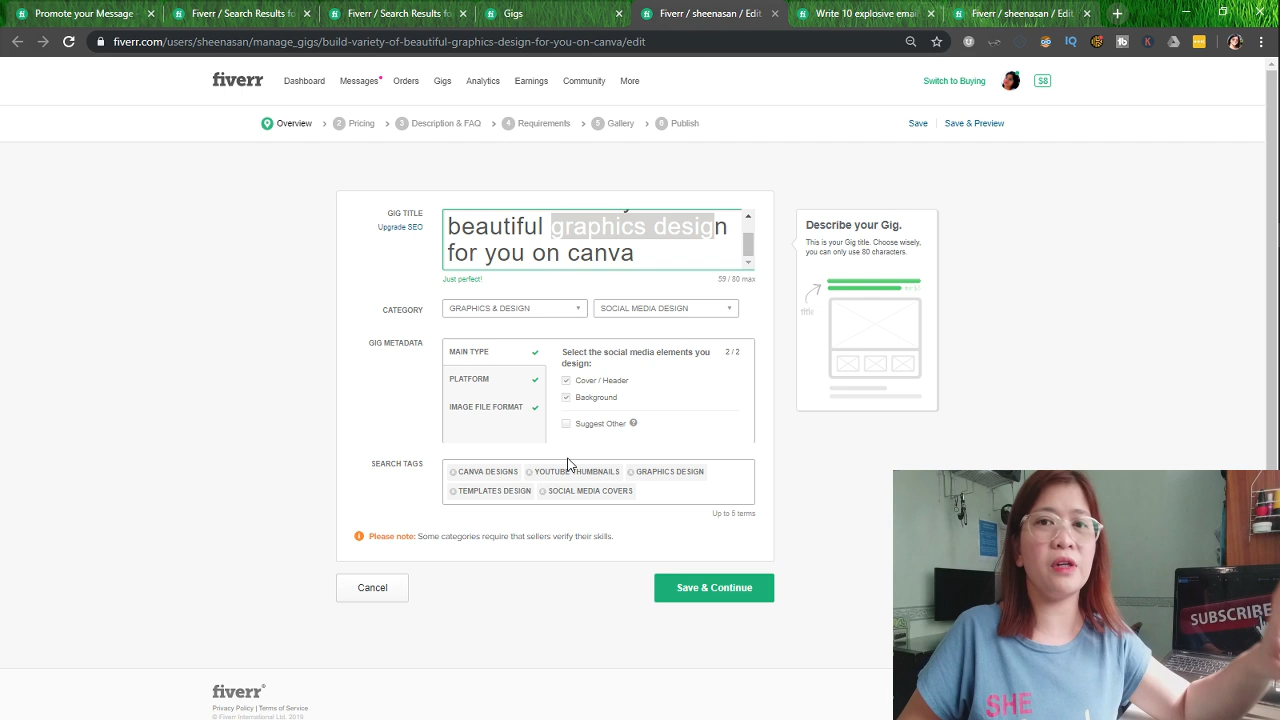 Promote your Message
Fiverr / Search Results fo
Fiverr / Search Results fo
Gigs
Fiverr / sheenasan / Edit
Write 10 explosive emai
Fiverr / sheenasan / Edit
fiverr.com/users/sheenasan/manage_gigs/build-variety-of-beautiful-graphics-design-for-you-on-canva/edit
fiverr
Dashboard Messages Orders Gigs Analytics Earnings Community More
Switch to Buying
$8
Overview
2 Pricing
3 Description & FAQ
4 Requirements
5 Gallery
6 Publish
Save
Save & Preview
GIG TITLE
Upgrade SEO
beautiful graphics design
for you on canva
Just perfect!
59 / 80 max
Describe your Gig.
This is your Gig title. Choose wisely,
you can only use 80 characters.
title
CATEGORY
GRAPHICS & DESIGN
SOCIAL MEDIA DESIGN
GIG METADATA
MAIN TYPE
PLATFORM
IMAGE FILE FORMAT
Select the social media elements you
design:
2 / 2
Cover / Header
Background
Suggest Other
SEARCH TAGS
CANVA DESIGNS
YOUTUBE THUMBNAILS
GRAPHICS DESIGN
TEMPLATES DESIGN
SOCIAL MEDIA COVERS
Up to 5 terms
Please note: Some categories require that sellers verify their skills.
Cancel
Save & Continue
SUBSCRIBE
SHE
fiverr®
Privacy Policy | Terms of Service
© Fiverr International Ltd. 2019